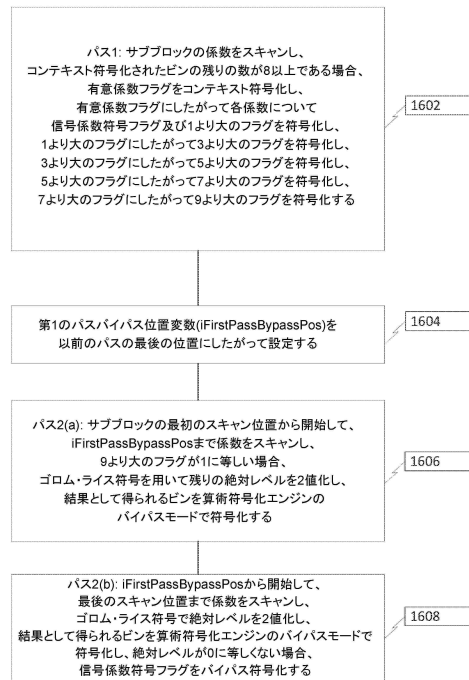 パス1: サブブロックの係数をスキャンし、
コンテキスト符号化されたビンの残りの数が8以上である場合、
有意係数フラグをコンテキスト符号化し、
有意係数フラグにしたがって各係数について
信号係数符号フラグ及び1より大のフラグを符号化し、
1より大のフラグにしたがって3より大のフラグを符号化し、
3より大のフラグにしたがって5より大のフラグを符号化し、
5より大のフラグにしたがって7より大のフラグを符号化し、
7より大のフラグにしたがって9より大のフラグを符号化する
1602
第1のパスバイパス位置変数(iFirstPassBypassPos)を
以前のパスの最後の位置にしたがって設定する
1604
パス2(a): サブブロックの最初のスキャン位置から開始して、
iFirstPassBypassPosまで係数をスキャンし、
9より大のフラグが1に等しい場合、
ゴロム・ライス符号を用いて残りの絶対レベルを2値化し、
結果として得られるビンを算術符号化エンジンの
バイパスモードで符号化する
1606
パス2(b): iFirstPassBypassPosから開始して、
最後のスキャン位置まで係数をスキャンし、
ゴロム・ライス符号で絶対レベルを2値化し、
結果として得られるビンを算術符号化エンジンのバイパスモードで
符号化し、絶対レベルが0に等しくない場合、
信号係数符号フラグをバイパス符号化する
1608